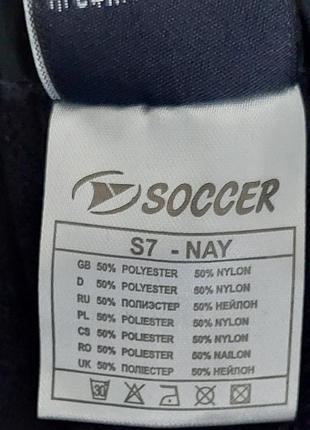 SOCCER
S7 - NAY
GB 50% POLYESTER 50% NYLON
D 50% POLYESTER 50% NYLON
RU 50% ПОЛИЭСТЕР 50% НЕЙЛОН
PL 50% POLIESTER 50% NYLON
CS 50% POLYESTER 50% NYLON
RO 50% POLIESTER 50% NAILON
UK 50% ПОЛІЕСТЕР 50% НЕЙЛОН
30